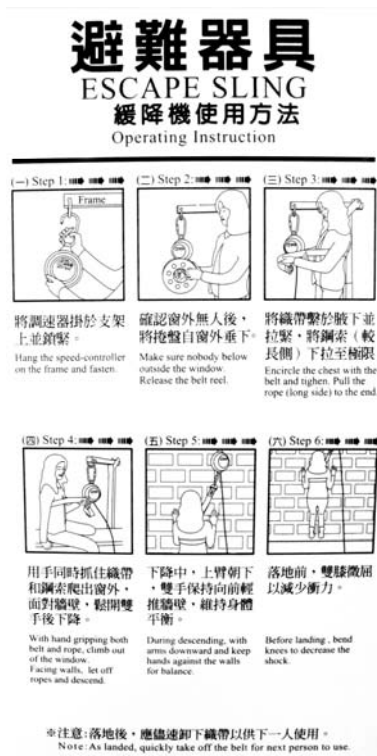 避難器具
ESCAPE SLING
緩降機使用方法
Operating Instruction
(一) Step 1:
Frame
將調速器掛於支架
上並鎖緊。
Hang the speed-controller
on the frame and fasten.
(二) Step 2:
確認窗外無人後，
將捲盤自窗外垂下。
Make sure nobody below
outside the window.
Release the belt reel.
(三) Step 3:
將織帶繫於腋下並
拉緊，將鋼索（較
長側）下拉至極限
Encircle the chest with the
belt and tighen. Pull the
rope (long side) to the end
(四) Step 4:
用手同時抓住織帶
和鋼索爬出窗外，
面對牆壁，鬆開雙
手後下降。
With hand gripping both
belt and rope, climb out
of the window.
Facing walls, let off
ropes and descend.
(五) Step 5:
下降中，上臂朝下
，雙手保持向前輕
推牆壁，維持身體
平衡。
During descending, with
arms downward and keep
hands against the walls
for balance.
(六) Step 6:
落地前，雙膝微屈
以減少衝力。
Before landing , bend
knees to decrease the
shock.
※注意:落地後，應儘速卸下織帶以供下一人使用。
Note:As landed, quickly take off the belt for next person to use.